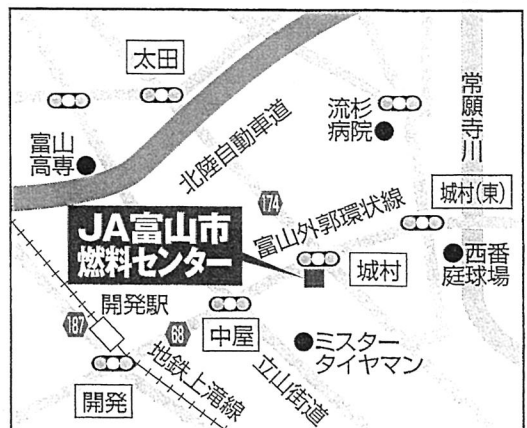 太田
常願寺川
流杉
病院
富山
高専
北陸自動車道
174
城村(東)
富山外郭環状線
JA富山市
燃料センター
西番
庭球場
城村
開発駅
187
68
中屋
ミスター
タイヤマン
地鉄上滝線
立山街道
開発